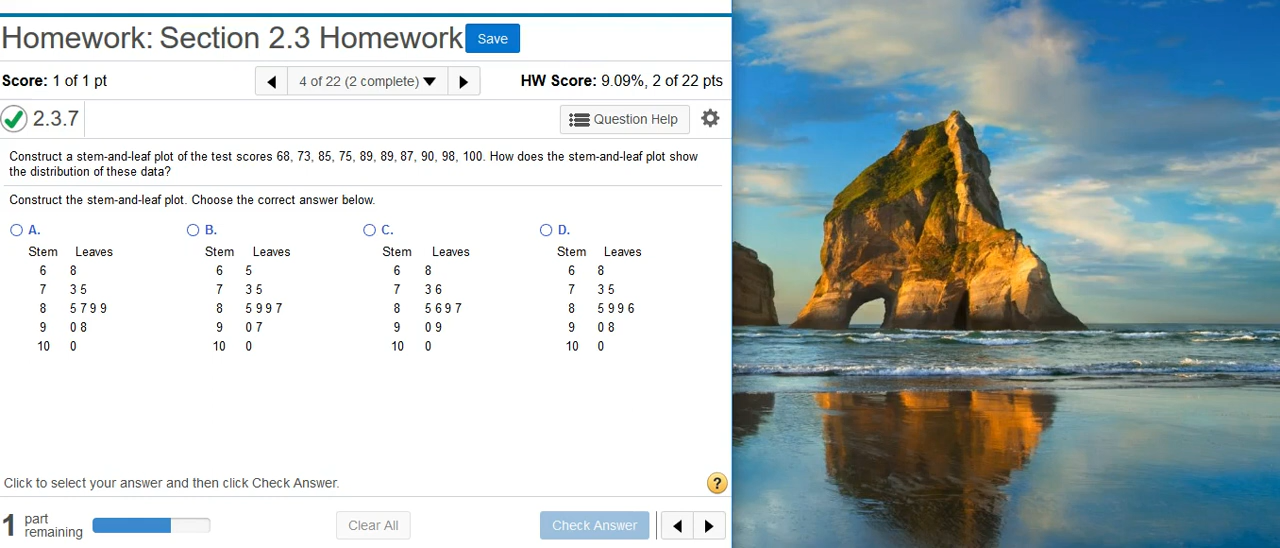 Homework: Section 2.3 Homework Save
Score: 1 of 1 pt 4 of 22 (2 complete) HW Score: 9.09%, 2 of 22 pts
2.3.7 Question Help
Construct a stem-and-leaf plot of the test scores 68, 73, 85, 75, 89, 89, 87, 90, 98, 100. How does the stem-and-leaf plot show
the distribution of these data?
Construct the stem-and-leaf plot. Choose the correct answer below.
A. B. C. D.
Stem Leaves Stem Leaves Stem Leaves Stem Leaves
6 8 6 5 6 8 6 8
7 3 5 7 3 5 7 3 6 7 3 5
8 5 7 9 9 8 5 9 9 7 8 5 6 9 7 8 5 9 9 6
9 0 8 9 0 7 9 0 9 9 0 8
10 0 10 0 10 0 10 0
Click to select your answer and then click Check Answer. ?
1 part remaining Clear All Check Answer